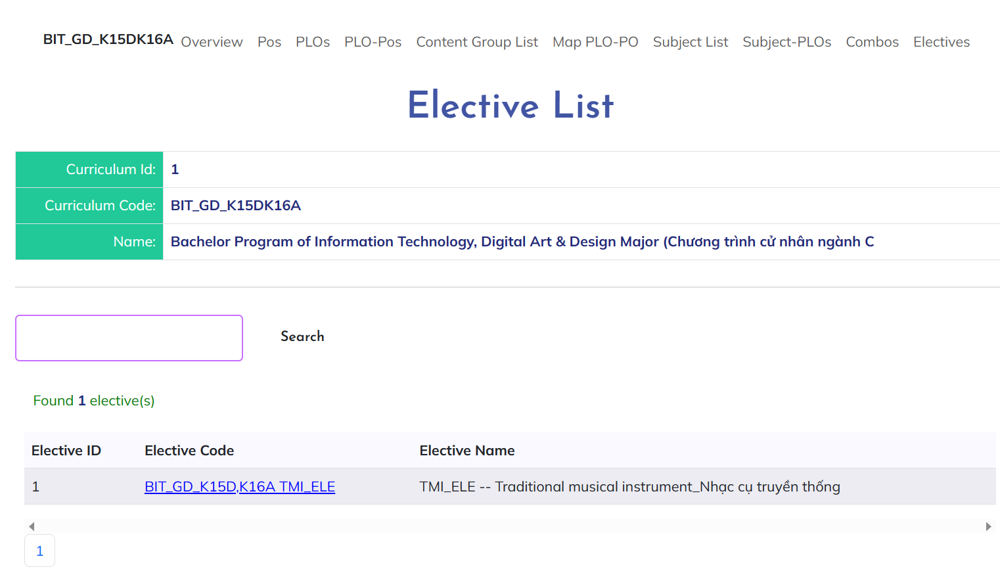 BIT_GD_K15DK16A Overview Pos PLOs PLO-Pos Content Group List Map PLO-PO Subject List Subject-PLOs Combos Electives
Elective List
Curriculum Id: 1
Curriculum Code: BIT_GD_K15DK16A
Name: Bachelor Program of Information Technology, Digital Art & Design Major (Chương trình cử nhân ngành C
Search
Found 1 elective(s)
Elective ID Elective Code Elective Name
1 BIT_GD_K15D,K16A TMI_ELE TMI_ELE -- Traditional musical instrument_Nhạc cụ truyền thống
1